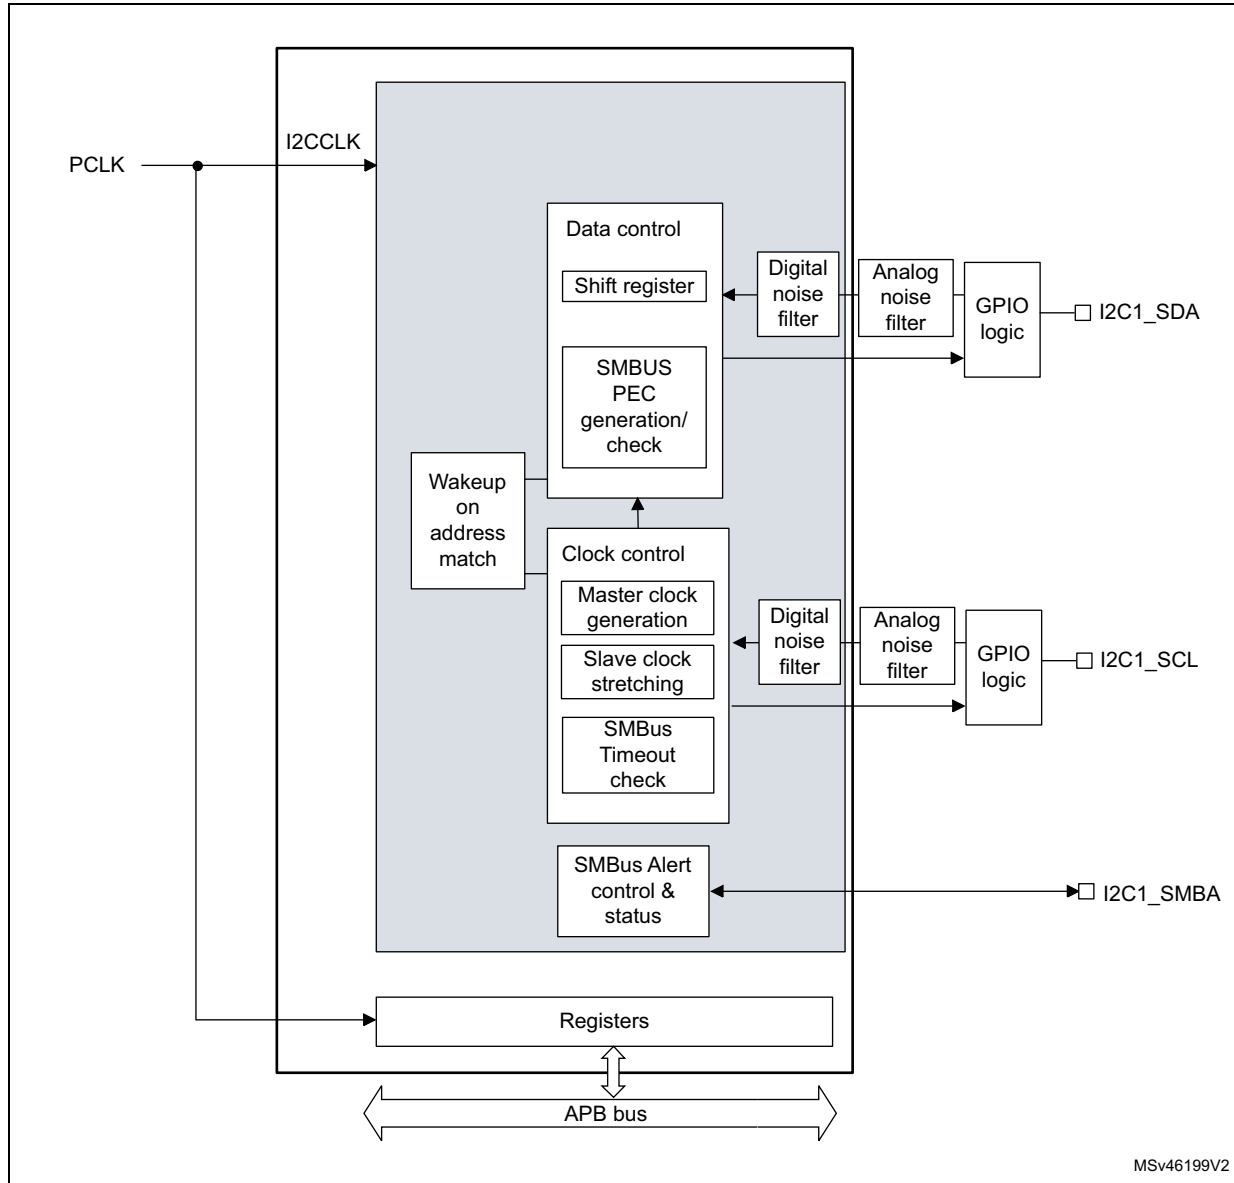 I2CCLK
PCLK
Data control
Shift register
SMBUS
PEC
generation/
check
Digital
noise
filter
Analog
noise
filter
GPIO
logic
I2C1_SDA
Wakeup
on
address
match
Clock control
Master clock
generation
Slave clock
stretching
SMBus
Timeout
check
Digital
noise
filter
Analog
noise
filter
GPIO
logic
I2C1_SCL
SMBus Alert
control &
status
I2C1_SMBA
Registers
APB bus
MSv46199V2